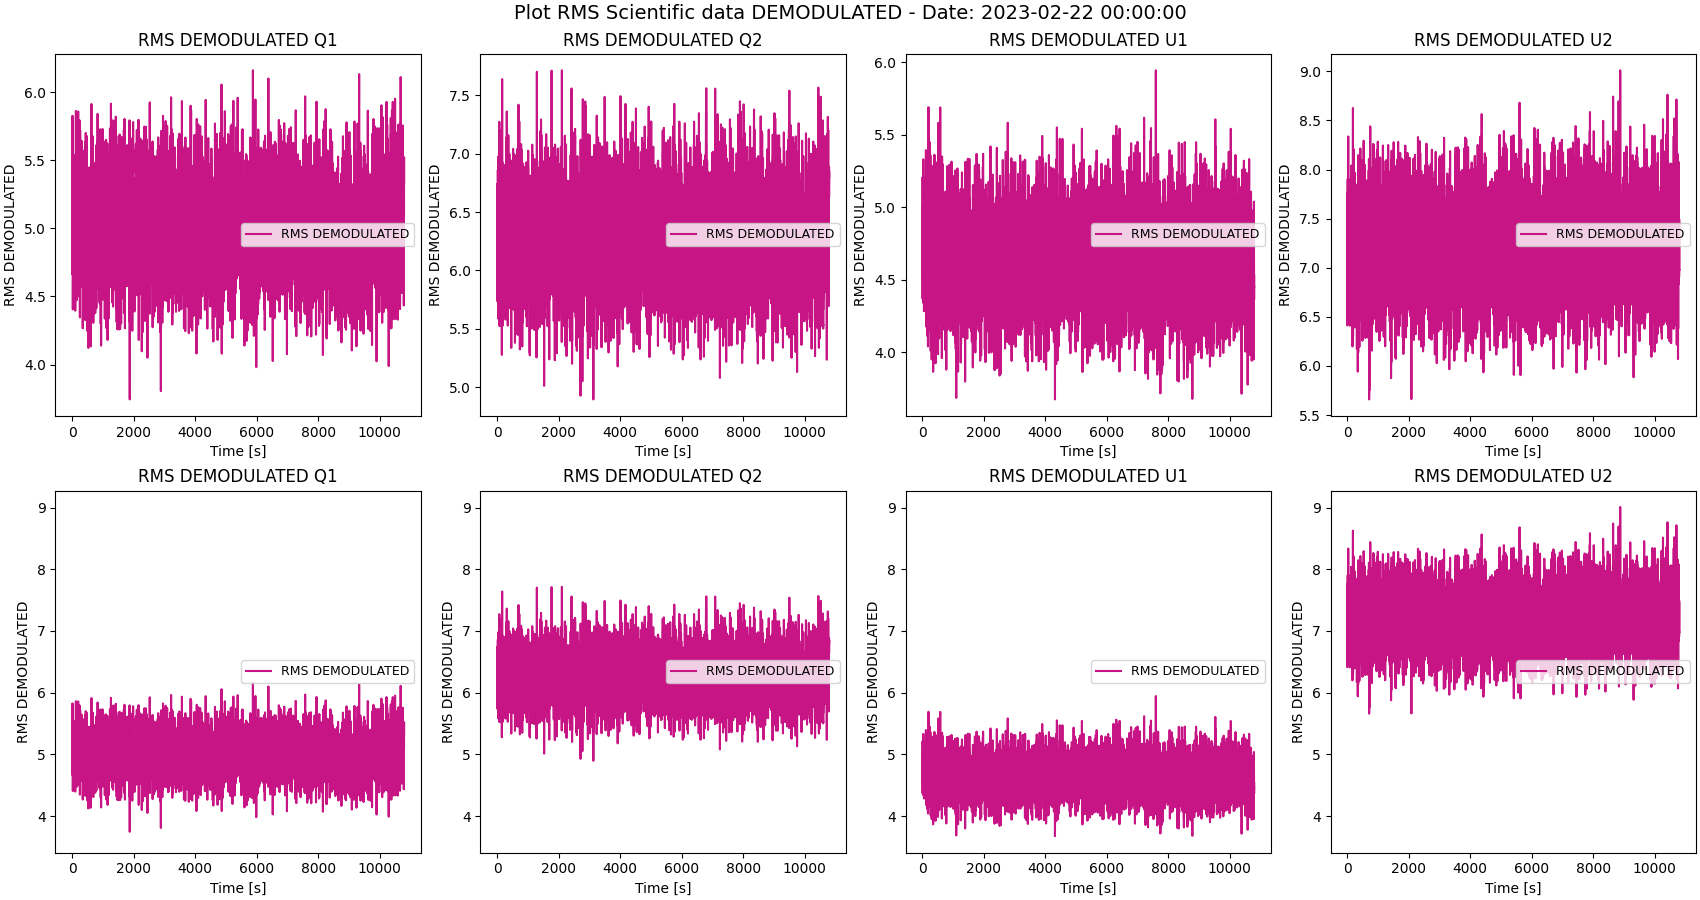 Plot RMS Scientific data DEMODULATED - Date: 2023-02-22 00:00:00
RMS DEMODULATED Q1
RMS DEMODULATED
6.0
5.5
5.0
4.5
4.0
RMS DEMODULATED
0 2000 4000 6000 8000 10000
Time [s]
RMS DEMODULATED Q2
RMS DEMODULATED
7.5
7.0
6.5
6.0
5.5
5.0
RMS DEMODULATED
0 2000 4000 6000 8000 10000
Time [s]
RMS DEMODULATED U1
RMS DEMODULATED
6.0
5.5
5.0
4.5
4.0
RMS DEMODULATED
0 2000 4000 6000 8000 10000
Time [s]
RMS DEMODULATED U2
RMS DEMODULATED
9.0
8.5
8.0
7.5
7.0
6.5
6.0
5.5
RMS DEMODULATED
0 2000 4000 6000 8000 10000
Time [s]
RMS DEMODULATED Q1
RMS DEMODULATED
9
8
7
6
5
4
RMS DEMODULATED
0 2000 4000 6000 8000 10000
Time [s]
RMS DEMODULATED Q2
RMS DEMODULATED
9
8
7
6
5
4
RMS DEMODULATED
0 2000 4000 6000 8000 10000
Time [s]
RMS DEMODULATED U1
RMS DEMODULATED
9
8
7
6
5
4
RMS DEMODULATED
0 2000 4000 6000 8000 10000
Time [s]
RMS DEMODULATED U2
RMS DEMODULATED
9
8
7
6
5
4
RMS DEMODULATED
0 2000 4000 6000 8000 10000
Time [s]